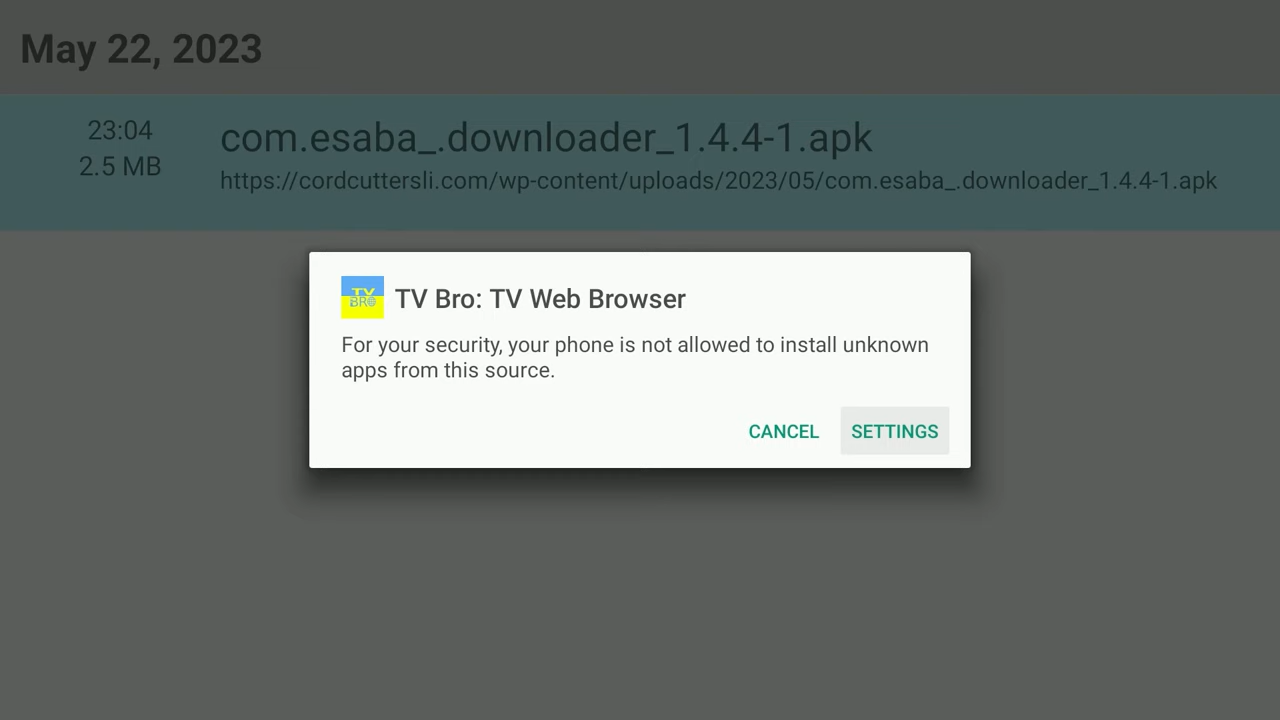 May 22, 2023
23:04
2.5 MB
com.esaba_.downloader_1.4.4-1.apk
https://cordcuttersli.com/wp-content/uploads/2023/05/com.esaba_.downloader_1.4.4-1.apk
TV
BRO
TV Bro: TV Web Browser
For your security, your phone is not allowed to install unknown
apps from this source.
CANCEL
SETTINGS